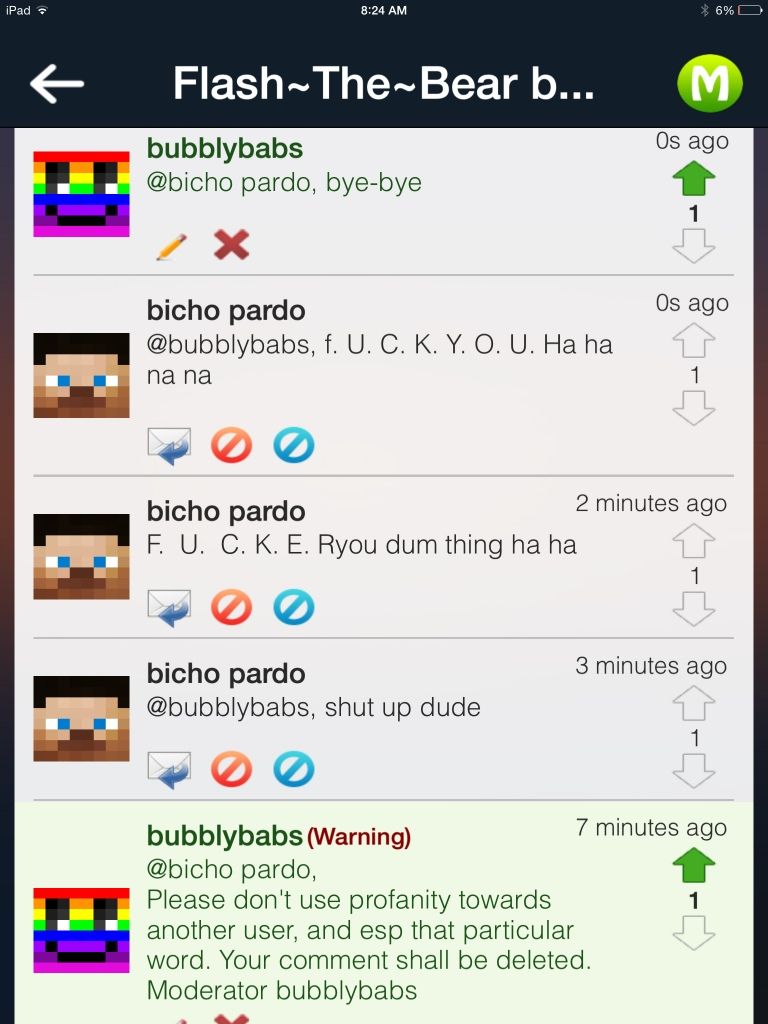 iPad 8:24 AM 6%
Flash~The~Bear b... M
bubblybabs 0s ago
@bicho pardo, bye-bye
1
bicho pardo 0s ago
@bubblybabs, f. U. C. K. Y. O. U. Ha ha
na na
1
bicho pardo 2 minutes ago
F.  U.  C. K. E. Ryou dum thing ha ha
1
bicho pardo 3 minutes ago
@bubblybabs, shut up dude
1
bubblybabs(Warning) 7 minutes ago
@bicho pardo,
Please don't use profanity towards
another user, and esp that particular
word. Your comment shall be deleted.
Moderator bubblybabs
1